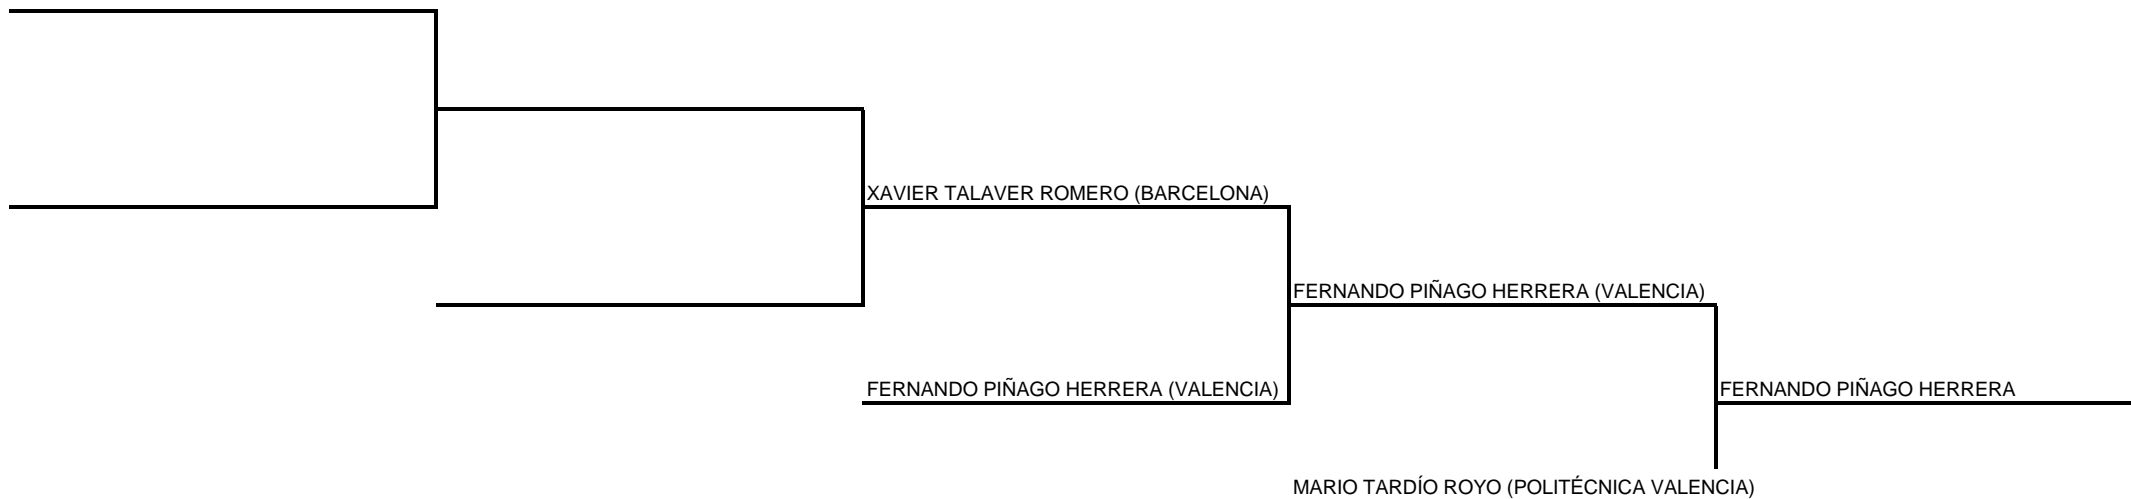 XAVIER TALAVER ROMERO (BARCELONA)
FERNANDO PIÑAGO HERRERA (VALENCIA)
FERNANDO PIÑAGO HERRERA (VALENCIA)
FERNANDO PIÑAGO HERRERA
MARIO TARDÍO ROYO (POLITÉCNICA VALENCIA)